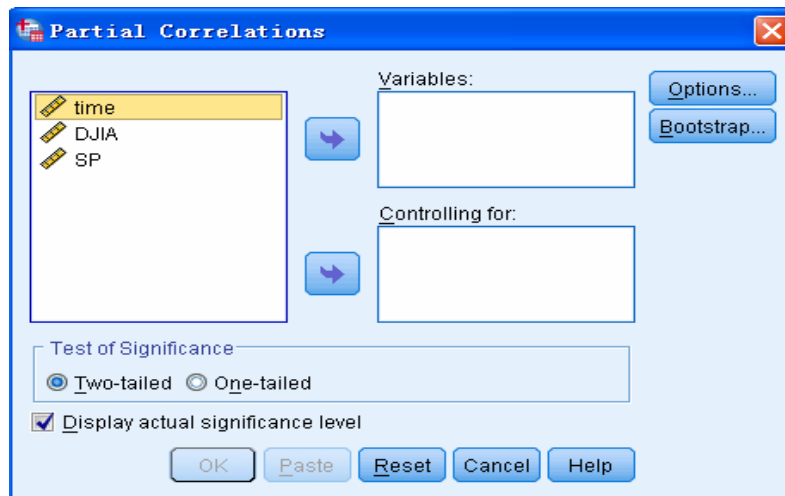 Partial Correlations
time
DJIA
SP
Variables:
Controlling for:
Options...
Bootstrap...
Test of Significance
Two-tailed
One-tailed
Display actual significance level
OK
Paste
Reset
Cancel
Help